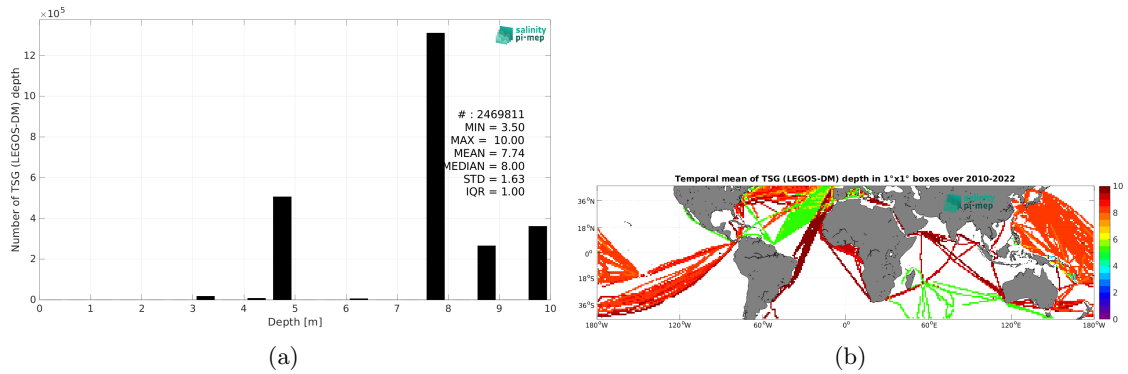 ×10⁵
12
10
8
6
4
2
0
Number of TSG (LEGOS-DM) depth
salinity
pi-mep
# : 2469811
MIN = 3.50
MAX = 10.00
MEAN = 7.74
MEDIAN = 8.00
STD = 1.63
IQR = 1.00
0 1 2 3 4 5 6 7 8 9 10
Depth [m]
(a)
Temporal mean of TSG (LEGOS-DM) depth in 1°x1° boxes over 2010-2022
salinity
pi-mep
36°N
18°N
0°
18°S
36°S
180°W 120°W 60°W 0° 60°E 120°E 180°W
10
8
6
4
2
0
(b)